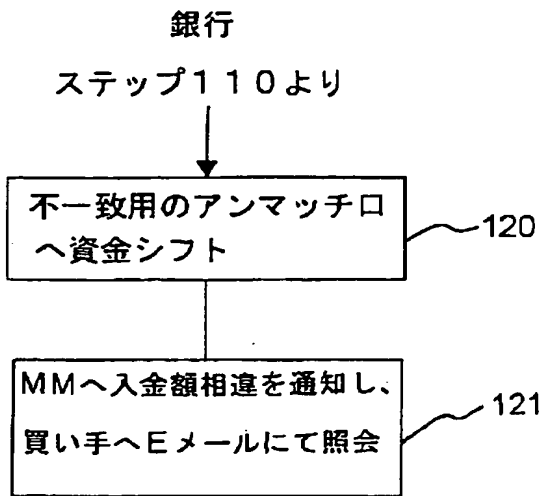 銀行
ステップ110より
不一致用のアンマッチ口
へ資金シフト
120
MMへ入金額相違を通知し、
買い手へEメールにて照会
121